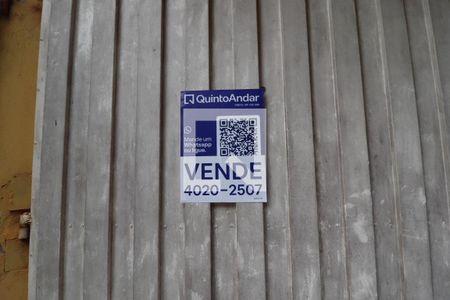 QuintoAndar
Mande um
Whatsapp
ou ligue.
VENDE
4020-2507